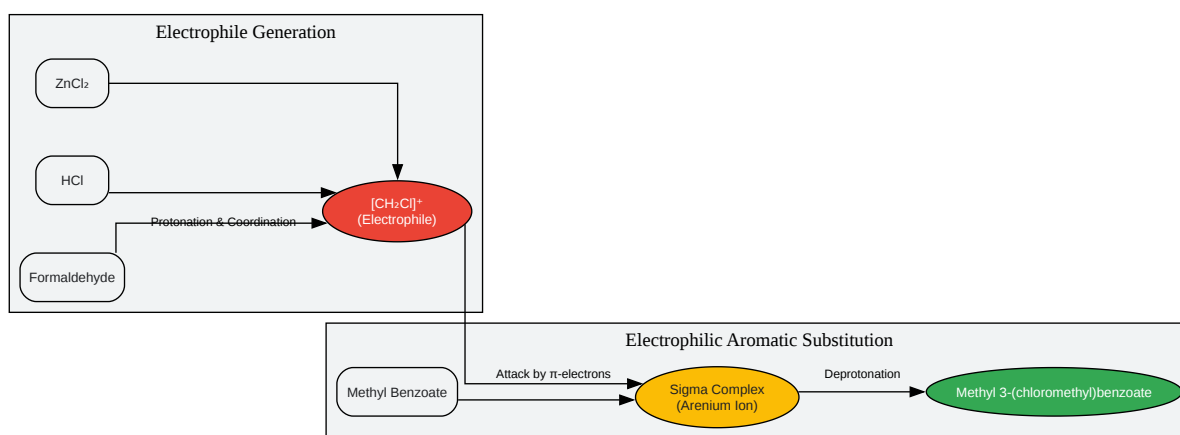 Electrophile Generation
ZnCl₂
HCl
[CH₂Cl]⁺
(Electrophile)
Protonation & Coordination
Formaldehyde
Electrophilic Aromatic Substitution
Methyl Benzoate
Attack by π-electrons
Sigma Complex
(Arenium Ion)
Deprotonation
Methyl 3-(chloromethyl)benzoate